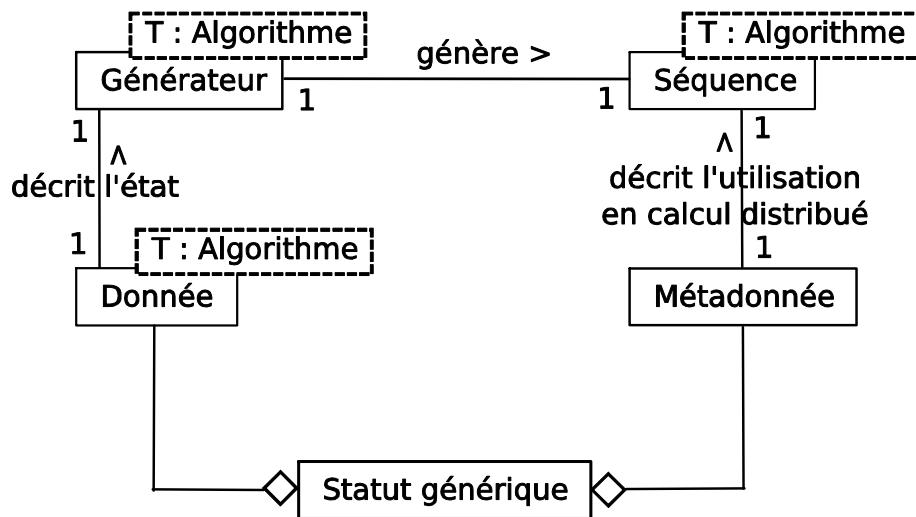 T : Algorithme
T : Algorithme
Générateur
génère >
Séquence
1
1
1
1
>
>
décrit l'état
décrit l'utilisation
en calcul distribué
1
1
T : Algorithme
Donnée
Métadonnée
Statut générique